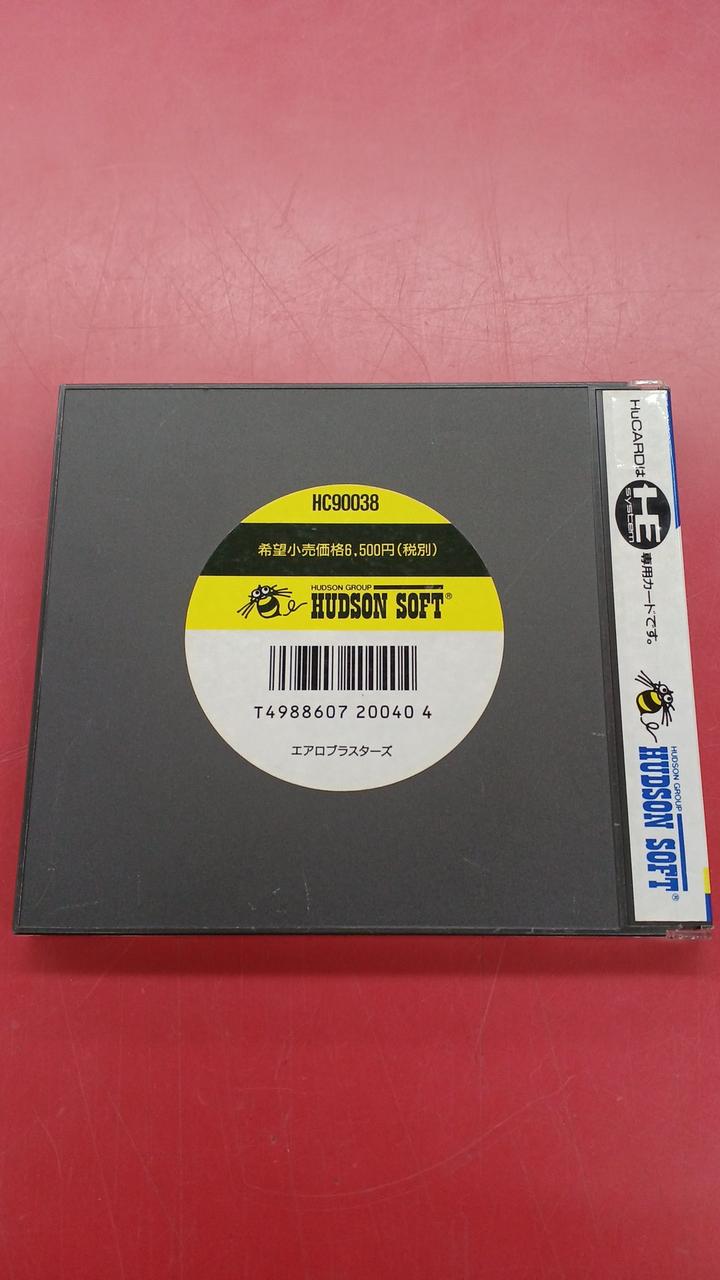 HC90038
希望小売価格6,500円(税別)
HUDSON GROUP
HUDSON SOFT®
T4988607 20040 4
エアロブラスターズ
HuCARDは HE system 専用カードです。
HUDSON GROUP
HUDSON SOFT®